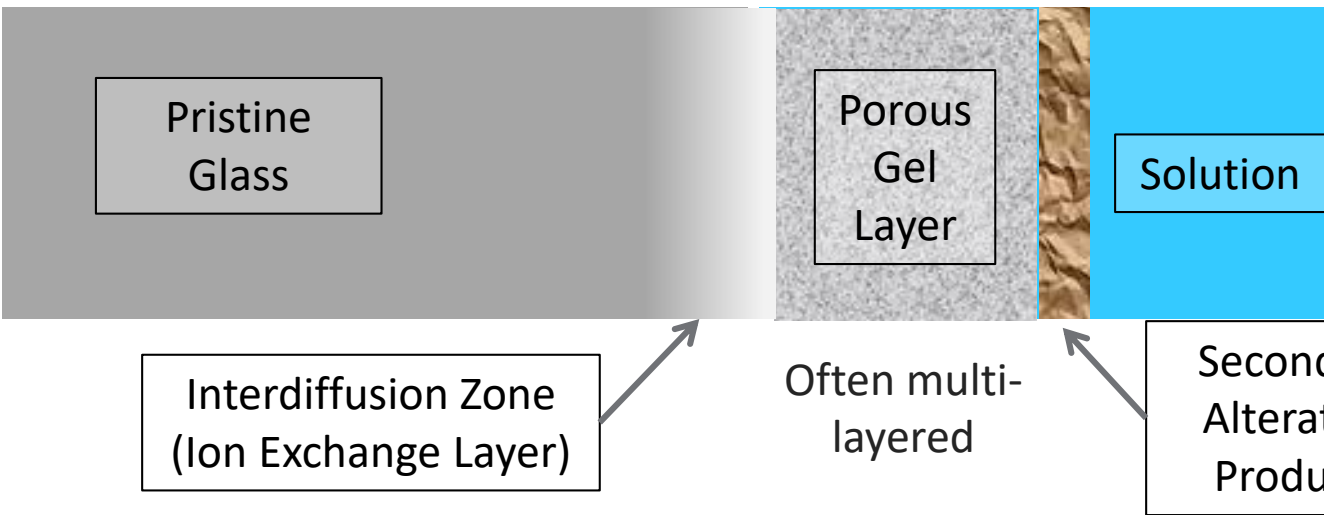 Pristine
Glass
Porous
Gel
Layer
Solution
Interdiffusion Zone
(Ion Exchange Layer)
Often multi-
layered